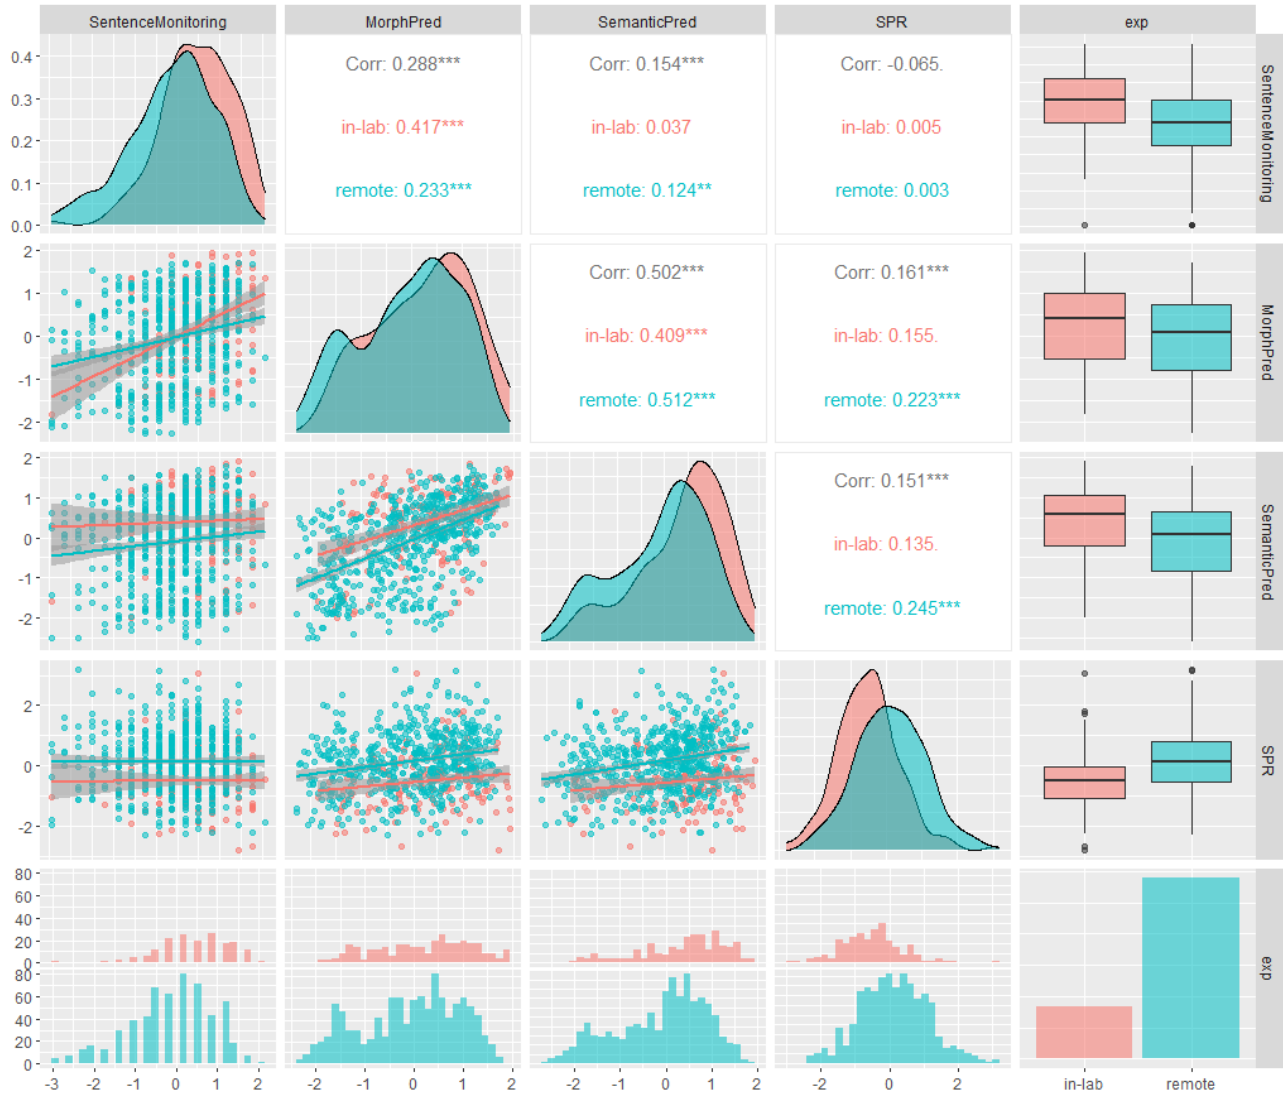 SentenceMonitoring MorphPred SemanticPred SPR exp
0.4
0.3
0.2
0.1
0.0
Corr: 0.288*** Corr: 0.154*** Corr: -0.065.
in-lab: 0.417*** in-lab: 0.037 in-lab: 0.005
remote: 0.233*** remote: 0.124** remote: 0.003
SentenceMonitoring
2
1
0
-1
-2
Corr: 0.502*** Corr: 0.161***
in-lab: 0.409*** in-lab: 0.155.
remote: 0.512*** remote: 0.223***
MorphPred
2
1
0
-1
-2
Corr: 0.151***
in-lab: 0.135.
remote: 0.245***
SemanticPred
2
0
-2
SPR
80
60
40
20
0
80
60
40
20
0
exp
-3 -2 -1 0 1 2 -2 -1 0 1 2 -2 -1 0 1 2 -2 0 2 in-lab remote